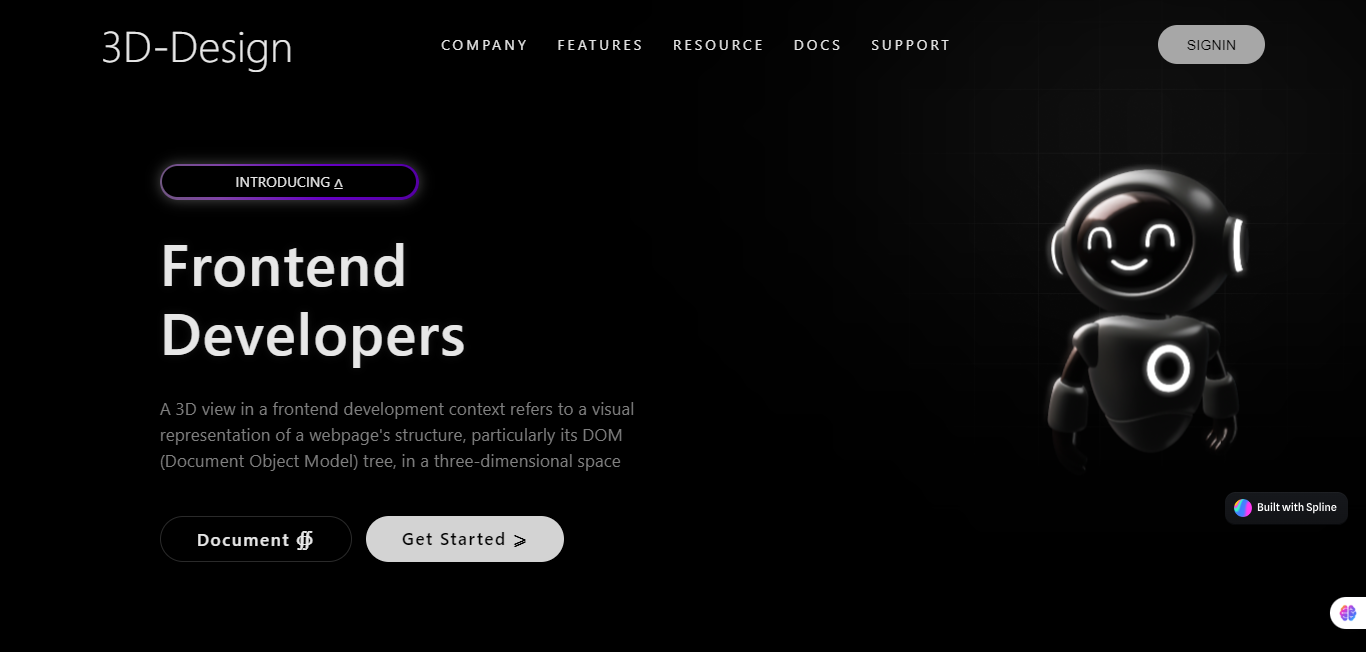 3D-Design
COMPANY FEATURES RESOURCE DOCS SUPPORT
SIGNIN
INTRODUCING △
Frontend
Developers
A 3D view in a frontend development context refers to a visual
representation of a webpage's structure, particularly its DOM
(Document Object Model) tree, in a three-dimensional space
Document ∯
Get Started ⪖
Built with Spline